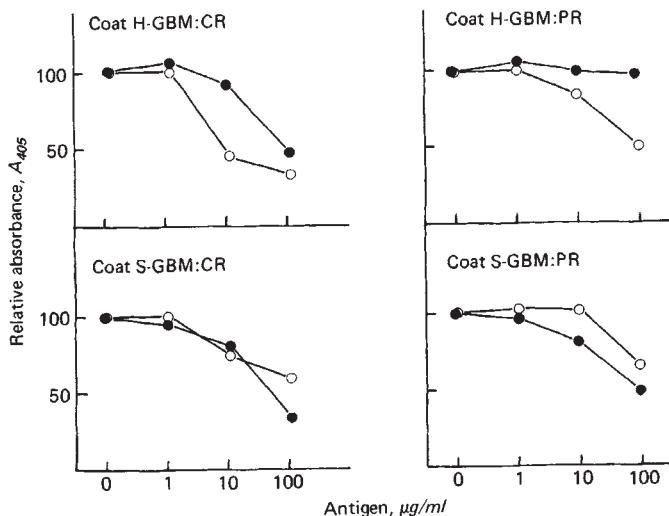 Coat H-GBM:CR
Coat H-GBM:PR
100
50
Coat S-GBM:CR
Coat S-GBM:PR
100
50
Relative absorbance, A405
0 1 10 100
0 1 10 100
Antigen, µg/ml